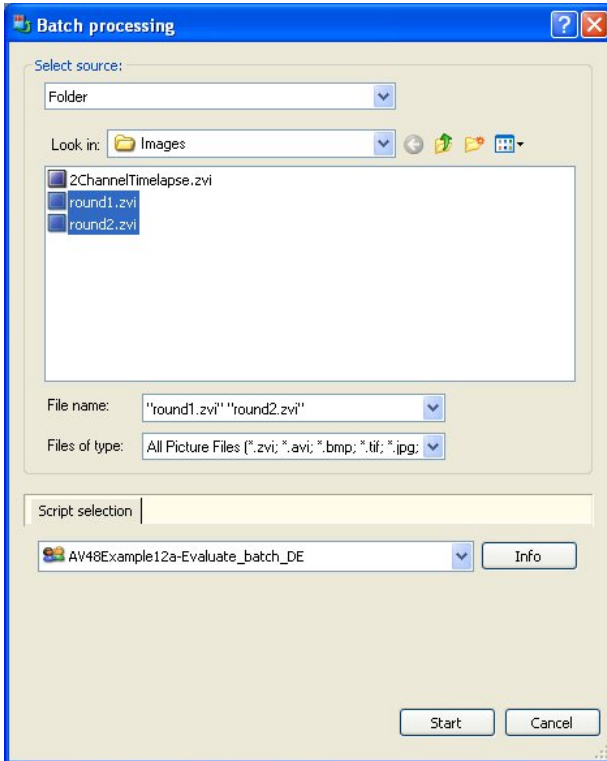 Batch processing
Select source:
Folder
Look in: Images
2ChannelTimelapse.zvi
round1.zvi
round2.zvi
File name: "round1.zvi" "round2.zvi"
Files of type: All Picture Files (*.zvi; *.avi; *.bmp; *.tif; *.jpg;
Script selection
AV48Example12a-Evaluate_batch_DE Info
Start Cancel